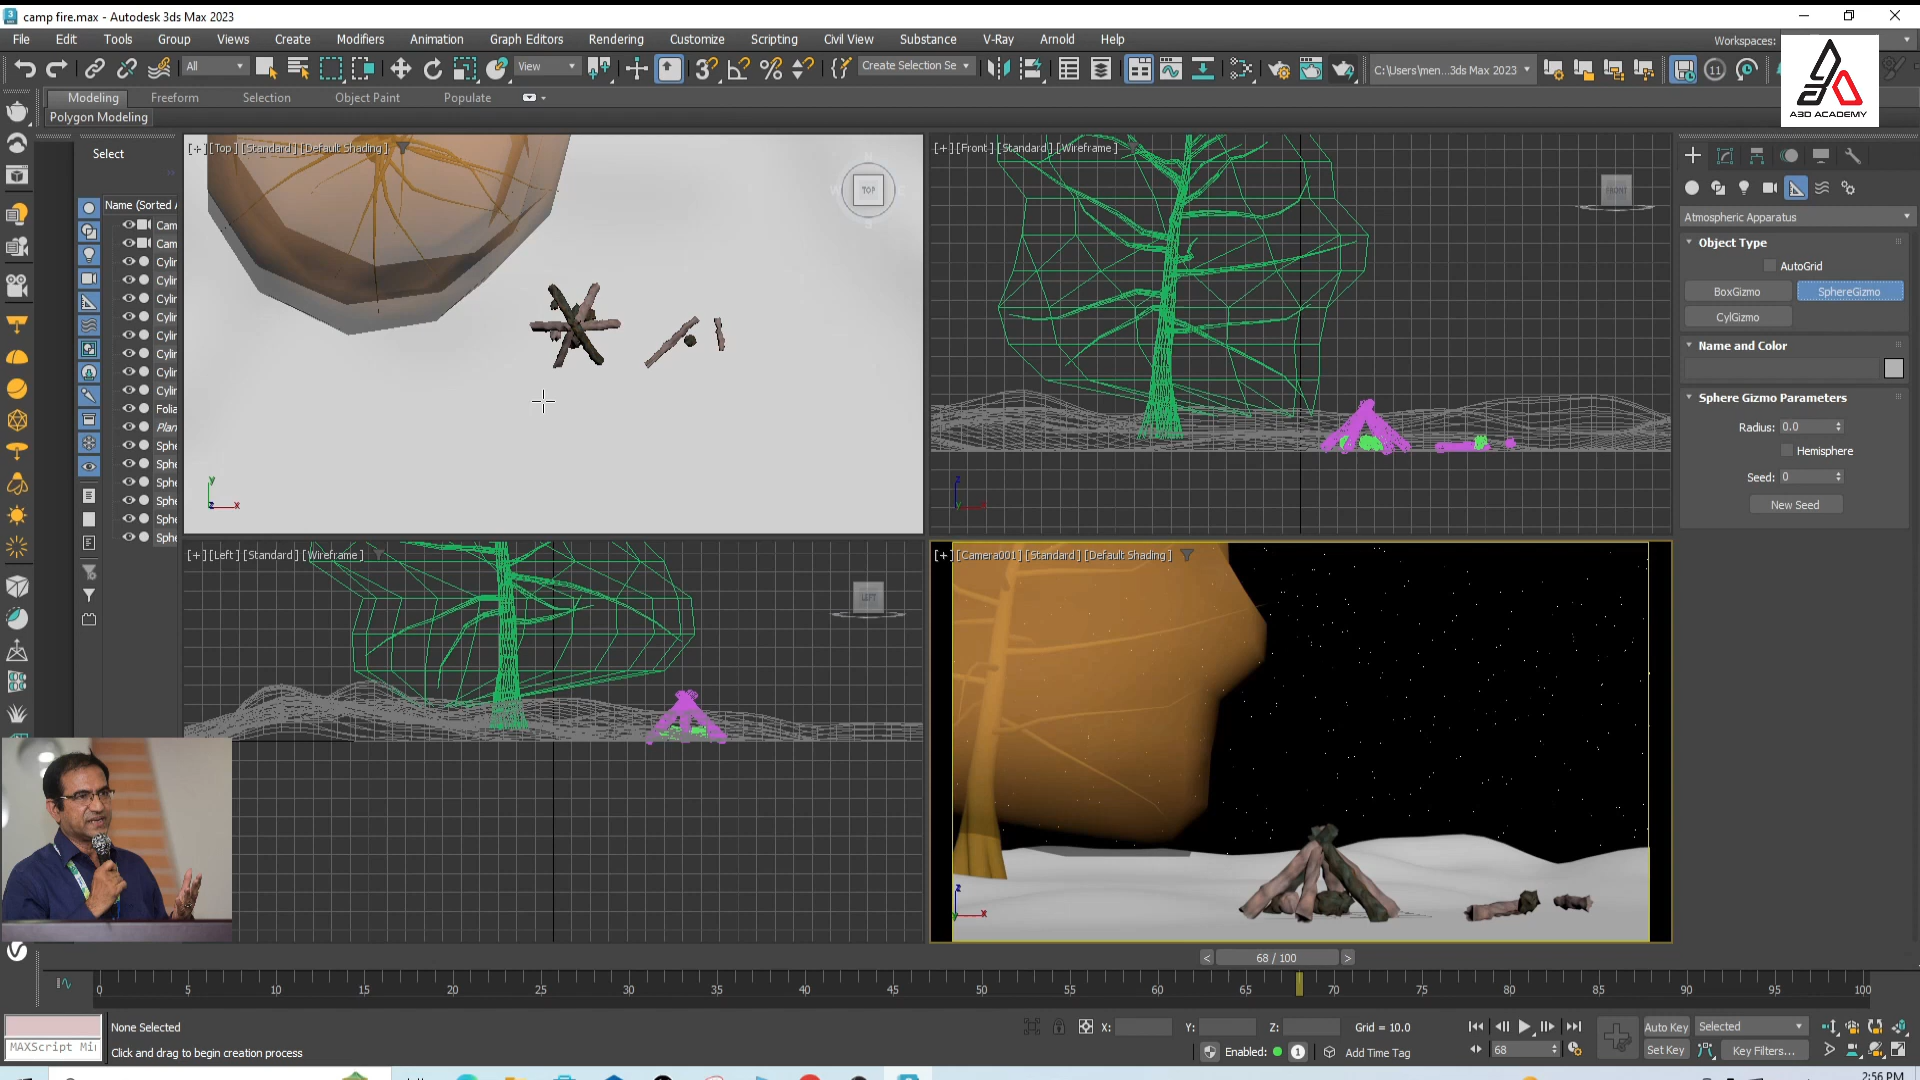 camp fire.max - Autodesk 3ds Max 2023
File Edit Tools Group Views Create Modifiers Animation Graph Editors Rendering Customize Scripting Civil View Substance V-Ray Arnold Help
Workspaces:
All View Create Selection Se C:\Users\men...3ds Max 2023
A3D ACADEMY
Modeling Freeform Selection Object Paint Populate
Polygon Modeling
Select
Name (Sorted A
Cam
Cam
Cylir
Cylir
Cylir
Cylir
Cylir
Cylir
Cylir
Cylir
Folia
Plan
Sphe
Sphe
Sphe
Sphe
Sphe
Sphe
[+] [Top] [Standard] [Default Shading]
TOP
y
z x
[+] [Front] [Standard] [Wireframe]
FRONT
z
[+] [Left] [Standard] [Wireframe]
LEFT
[+] [Camera001] [Standard] [Default Shading]
z
x
Atmospheric Apparatus
Object Type
AutoGrid
BoxGizmo SphereGizmo
CylGizmo
Name and Color
Sphere Gizmo Parameters
Radius: 0.0
Hemisphere
Seed: 0
New Seed
< 68 / 100 >
0 5 10 15 20 25 30 35 40 45 50 55 60 65 70 75 80 85 90 95 100
None Selected
X: Y: Z: Grid = 10.0
Auto Key Selected
MAXScript Mi
Click and drag to begin creation process
Enabled: 1 Add Time Tag
68
Set Key Key Filters...
2:56 PM